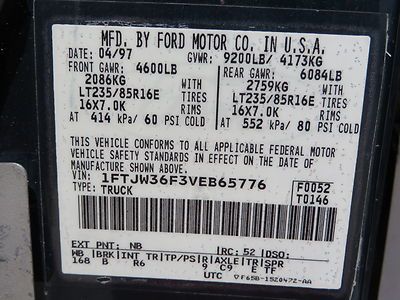 MFD. BY FORD MOTOR CO. IN U.S.A.
DATE: 04/97 GVWR: 9200LB/ 4173KG
FRONT GAWR: 4600LB REAR GAWR: 6084LB
2086KG WITH 2759KG WITH
LT235/85R16E TIRES LT235/85R16E TIRES
16X7.0K RIMS 16X7.0K RIMS
AT 414 kPa/ 60 PSI COLD AT 552 kPa/ 80 PSI COLD
THIS VEHICLE CONFORMS TO ALL APPLICABLE FEDERAL MOTOR
VEHICLE SAFETY STANDARDS IN EFFECT ON THE DATE OF
MANUFACTURE SHOWN ABOVE.
VIN: 1FTJW36F3VEB65776
TYPE: TRUCK
F0052
T0146
EXT PNT: NB RC: 52 DSO:
WB BRK INT TR TP/PS R AXLE TR SPR
168 B R6 9 C9 E TF
UTC F65B-1520472-AA